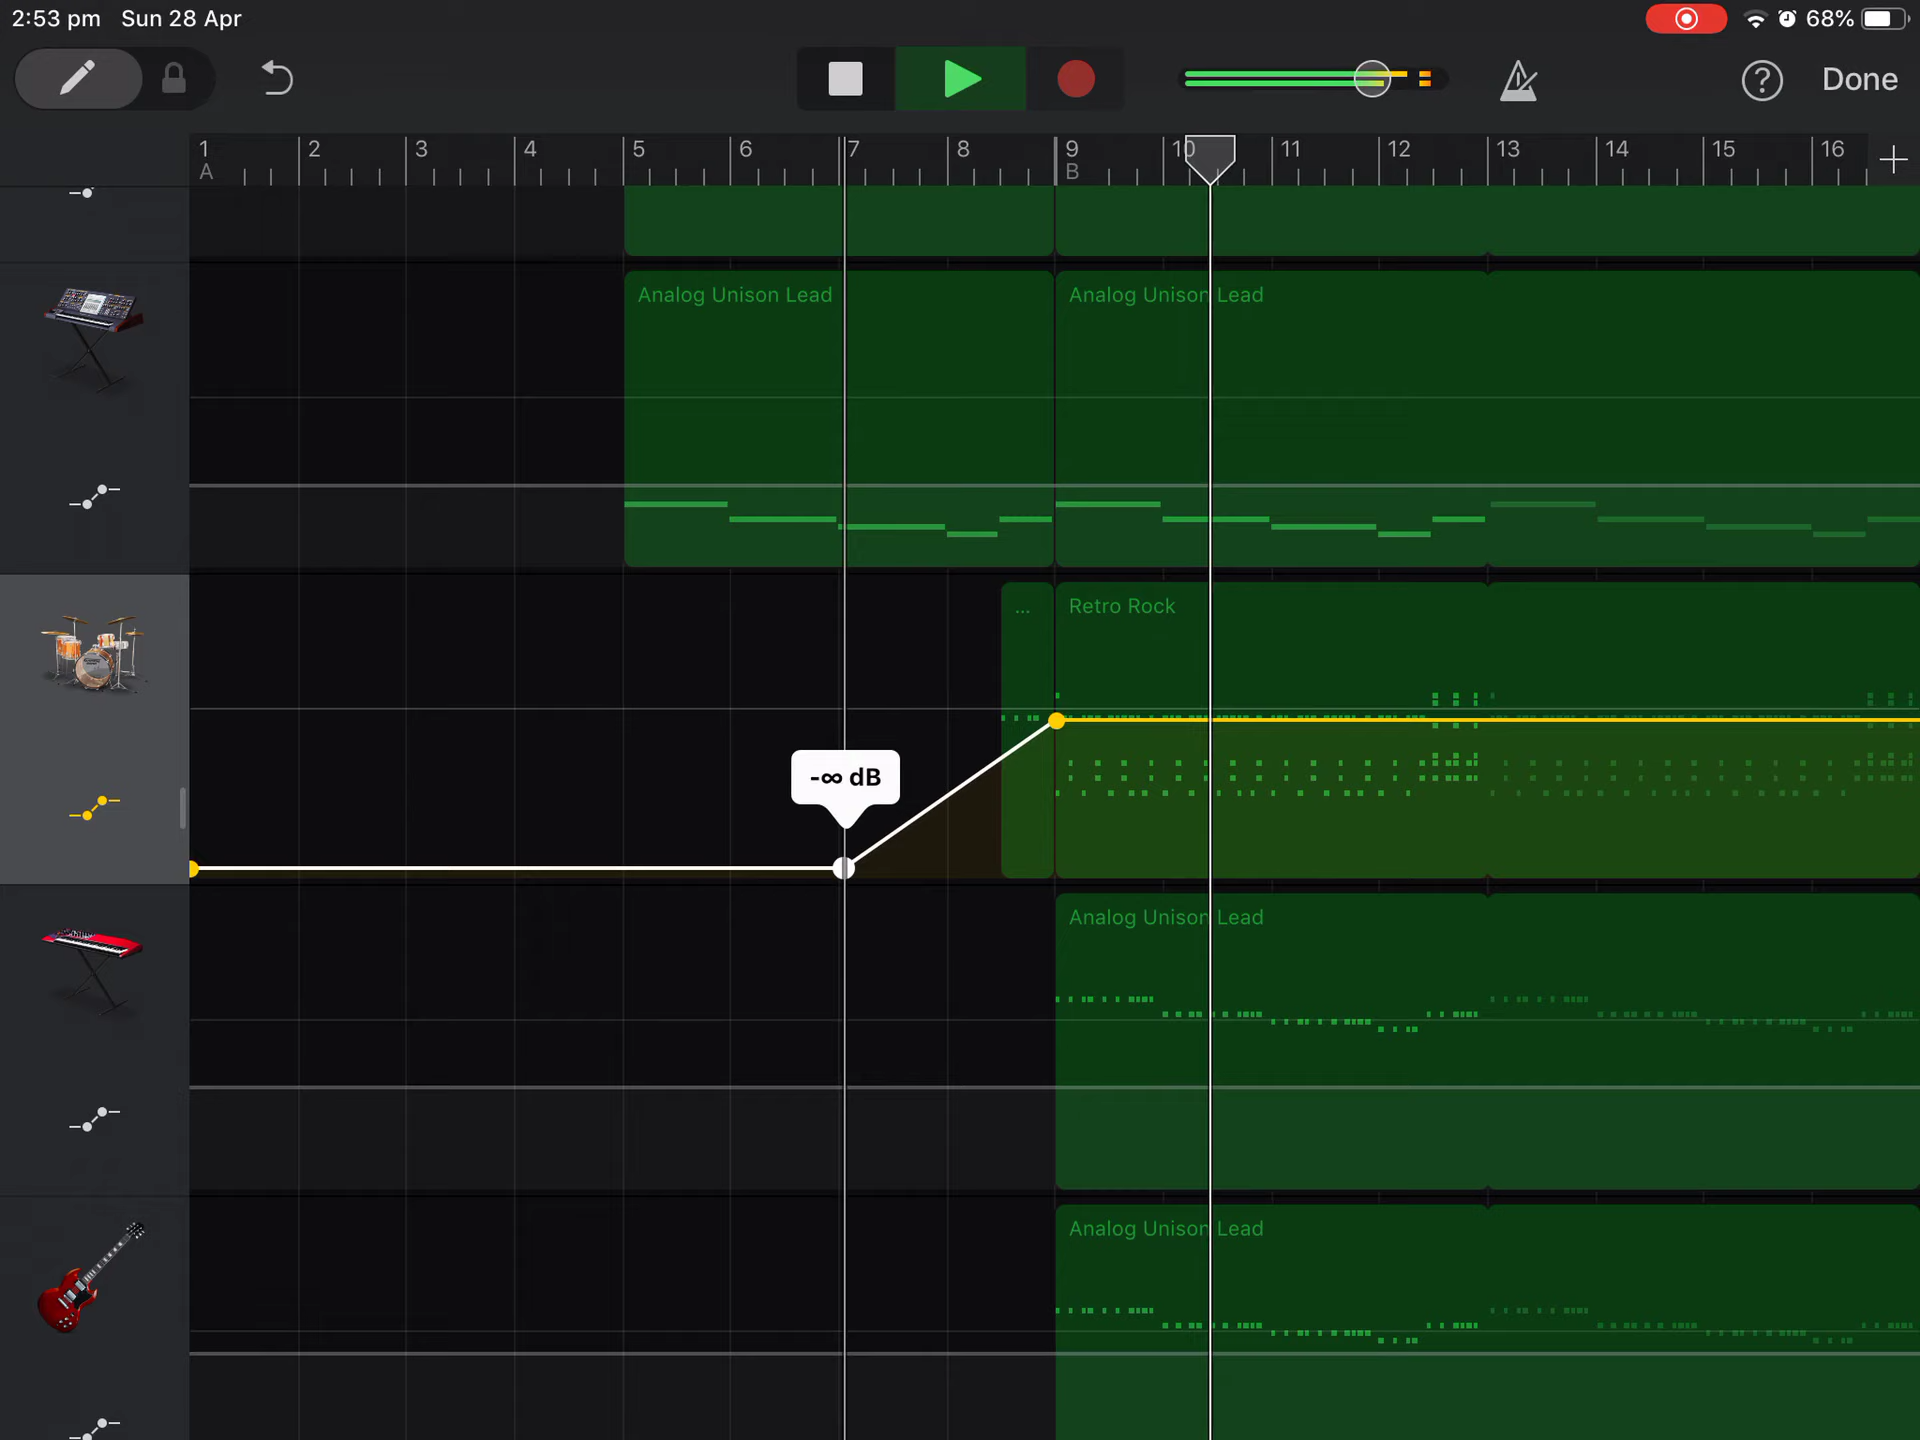 2:53 pm Sun 28 Apr 68%
? Done
1 2 3 4 5 6 7 8 9 10 11 12 13 14 15 16
A B
Analog Unison Lead Analog Unison Lead
... Retro Rock
-∞ dB
Analog Unison Lead
Analog Unison Lead